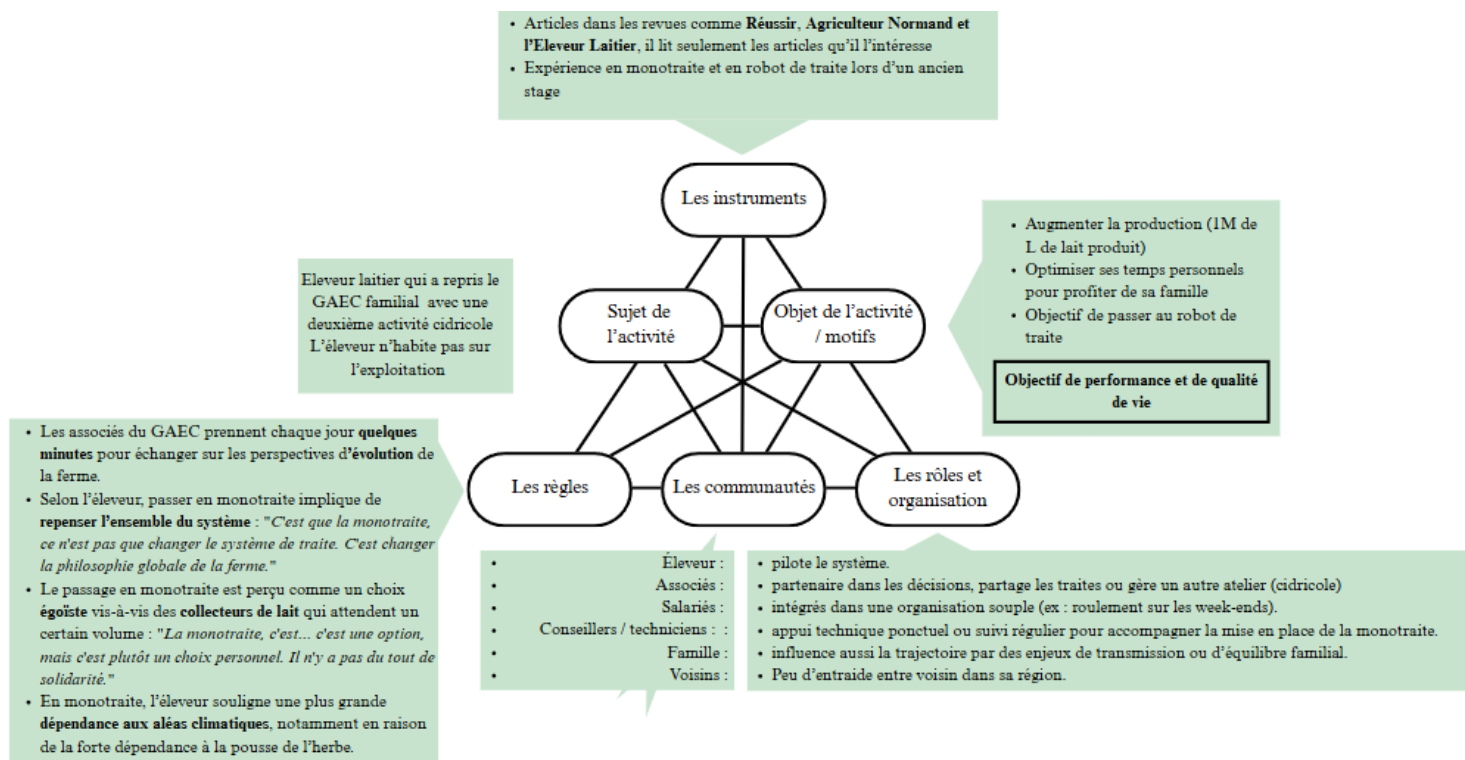 • Articles dans les revues comme Réussir, Agriculteur Normand et
l'Eleveur Laitier, il lit seulement les articles qu'il l'intéresse
• Expérience en monotraite et en robot de traite lors d'un ancien
stage
Les instruments
Eleveur laitier qui a repris le
GAEC familial avec une
deuxième activité cidricole
L'éleveur n'habite pas sur
l'exploitation
Sujet de
l'activité
Objet de l'activité
/ motifs
• Augmenter la production (1M de
L de lait produit)
• Optimiser ses temps personnels
pour profiter de sa famille
• Objectif de passer au robot de
traite
Objectif de performance et de qualité
de vie
• Les associés du GAEC prennent chaque jour quelques
minutes pour échanger sur les perspectives d'évolution de
la ferme.
• Selon l'éleveur, passer en monotraite implique de
repenser l'ensemble du système : "C'est que la monotraite,
ce n'est pas que changer le système de traite. C'est changer
la philosophie globale de la ferme."
• Le passage en monotraite est perçu comme un choix
égoïste vis-à-vis des collecteurs de lait qui attendent un
certain volume : "La monotraite, c'est... c'est une option,
mais c'est plutôt un choix personnel. Il n'y a pas du tout de
solidarité."
• En monotraite, l'éleveur souligne une plus grande
dépendance aux aléas climatiques, notamment en raison
de la forte dépendance à la pousse de l'herbe.
Les règles
Les communautés
Les rôles et
organisation
• Éleveur :
• Associés :
• Salariés :
• Conseillers / techniciens : :
• Famille :
• Voisins :
• pilote le système.
• partenaire dans les décisions, partage les traites ou gère un autre atelier (cidricole)
• intégrés dans une organisation souple (ex : roulement sur les week-ends).
• appui technique ponctuel ou suivi régulier pour accompagner la mise en place de la monotraite.
• influence aussi la trajectoire par des enjeux de transmission ou d'équilibre familial.
• Peu d'entraide entre voisin dans sa région.